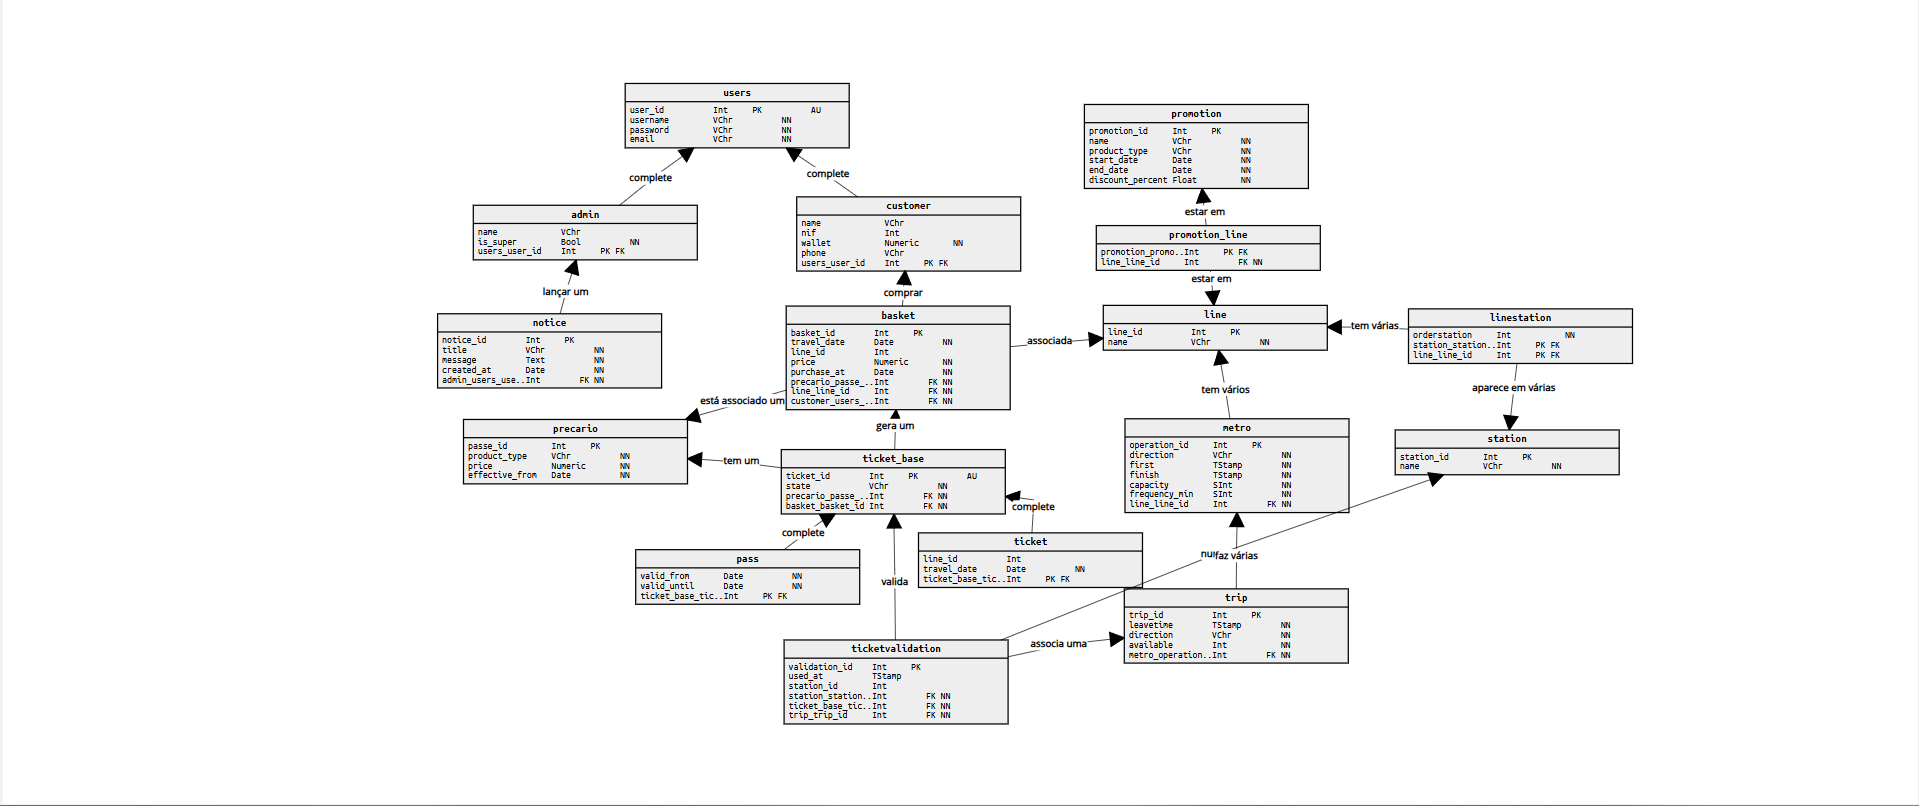 users
user_id Int PK AU
username VChr NN
password VChr NN
email VChr NN
promotion
promotion_id Int PK
name VChr NN
product_type VChr NN
start_date Date NN
end_date Date NN
discount_percent Float NN
complete
complete
admin
name VChr
is_super Bool NN
users_user_id Int PK FK
customer
name VChr
nif Int
wallet Numeric NN
phone VChr
users_user_id Int PK FK
estar em
promotion_line
promotion_promo..Int PK FK
line_line_id Int FK NN
estar em
lançar um
comprar
notice
notice_id Int PK
title VChr NN
message Text NN
created_at Date NN
admin_users_use..Int FK NN
basket
basket_id Int PK
travel_date Date NN
line_id Int
price Numeric NN
purchase_at Date NN
precario_passe_..Int FK NN
line_line_id Int FK NN
customer_users_..Int FK NN
associada
line
line_id Int PK
name VChr NN
tem várias
linestation
orderstation Int NN
station_station..Int PK FK
line_line_id Int PK FK
está associado um
tem vários
aparece em várias
precario
passe_id Int PK
product_type VChr NN
price Numeric NN
effective_from Date NN
gera um
tem um
ticket_base
ticket_id Int PK AU
state VChr NN
precario_passe_..Int FK NN
basket_basket_id Int FK NN
metro
operation_id Int PK
direction VChr NN
first TStamp NN
finish TStamp NN
capacity SInt NN
frequency_min SInt NN
line_line_id Int FK NN
station
station_id Int PK
name VChr NN
complete
complete
pass
valid_from Date NN
valid_until Date NN
ticket_base_tic..Int PK FK
ticket
line_id Int
travel_date Date NN
ticket_base_tic..Int PK FK
faz várias
valida
trip
trip_id Int PK
leavetime TStamp NN
direction VChr NN
available Int NN
metro_operation..Int FK NN
associa uma
ticketvalidation
validation_id Int PK
used_at TStamp
station_id Int
station_station..Int FK NN
ticket_base_tic..Int FK NN
trip_trip_id Int FK NN